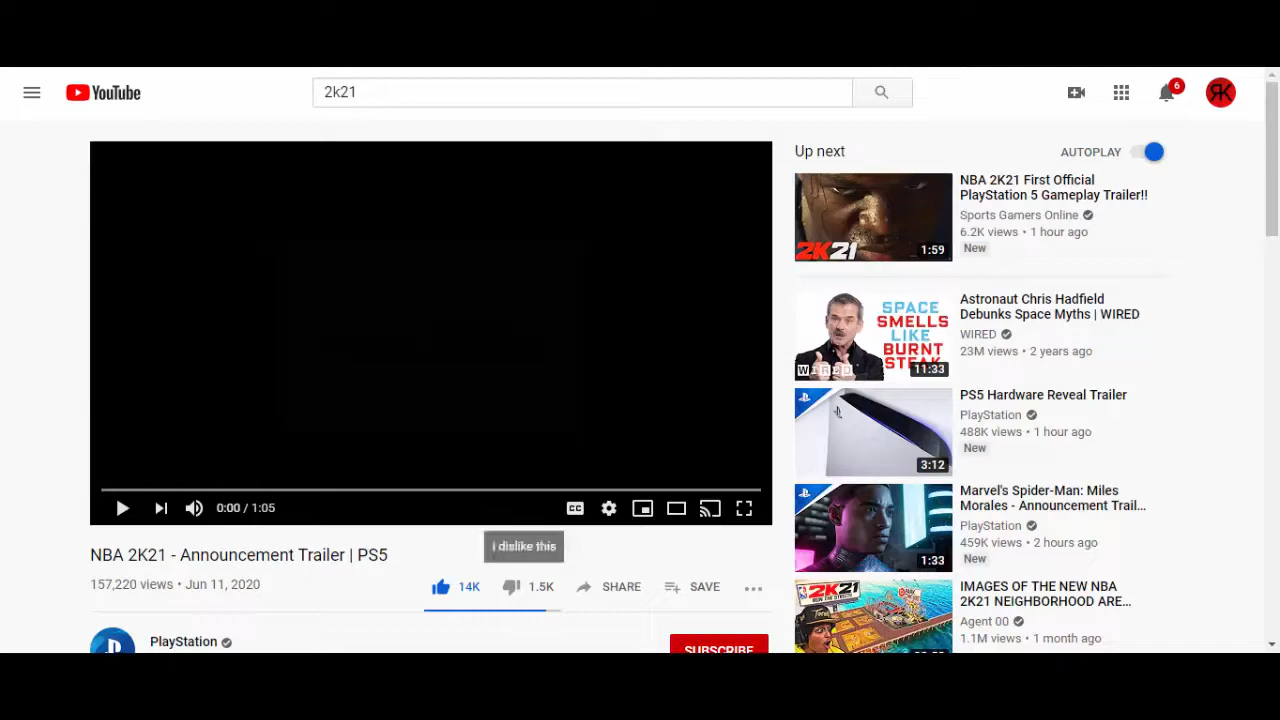 YouTube
2k21
6
Up next
AUTOPLAY
2K21
1:59
NBA 2K21 First Official
PlayStation 5 Gameplay Trailer!!
Sports Gamers Online
6.2K views • 1 hour ago
New
SPACE
SMELLS
LIKE
BURNT
STEAK
WIRED
11:33
Astronaut Chris Hadfield
Debunks Space Myths | WIRED
WIRED
23M views • 2 years ago
3:12
PS5 Hardware Reveal Trailer
PlayStation
488K views • 1 hour ago
New
1:33
Marvel's Spider-Man: Miles
Morales - Announcement Trail...
PlayStation
459K views • 2 hours ago
New
2K21
IMAGES OF THE NEW NBA
2K21 NEIGHBORHOOD ARE...
Agent 00
1.1M views • 1 month ago
0:00 / 1:05
CC
I dislike this
NBA 2K21 - Announcement Trailer | PS5
157,220 views • Jun 11, 2020
14K
1.5K
SHARE
SAVE
PlayStation
SUBSCRIBE